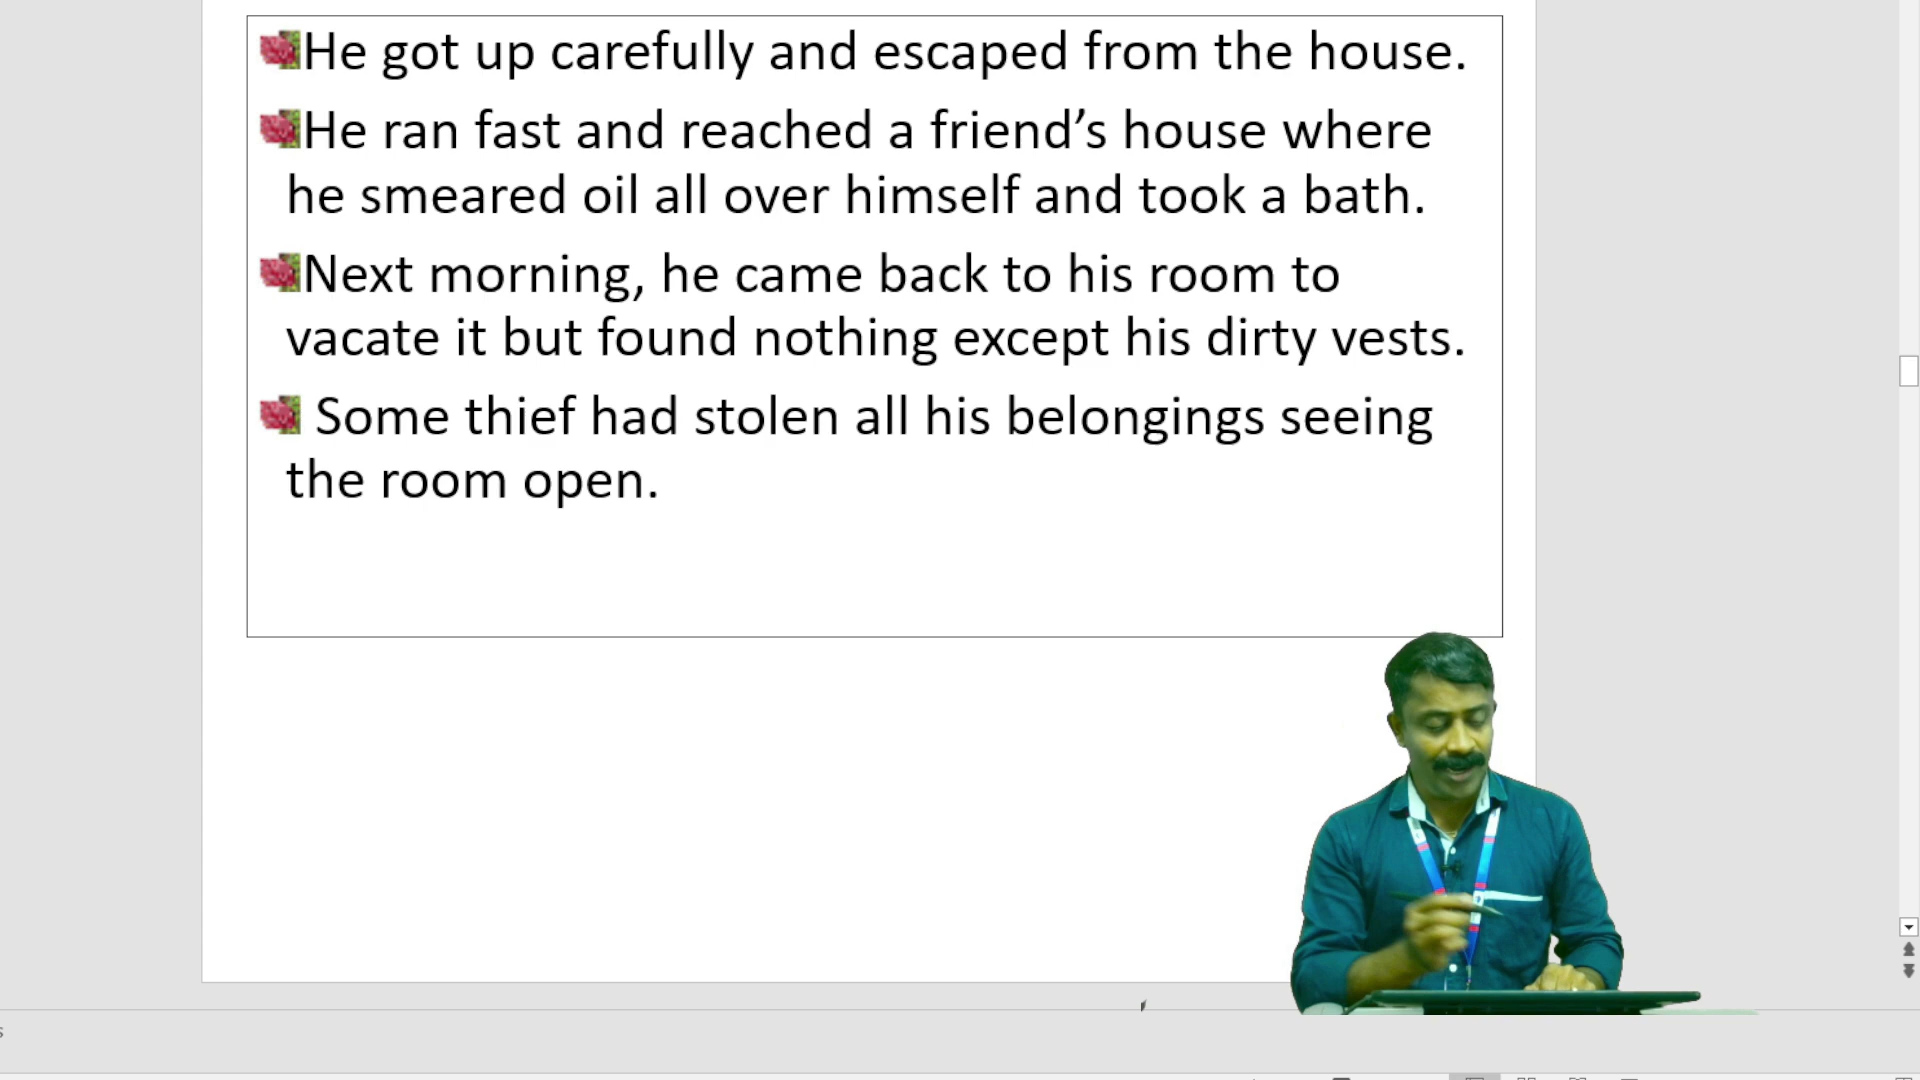 He got up carefully and escaped from the house.
He ran fast and reached a friend’s house where
he smeared oil all over himself and took a bath.
Next morning, he came back to his room to
vacate it but found nothing except his dirty vests.
Some thief had stolen all his belongings seeing
the room open.